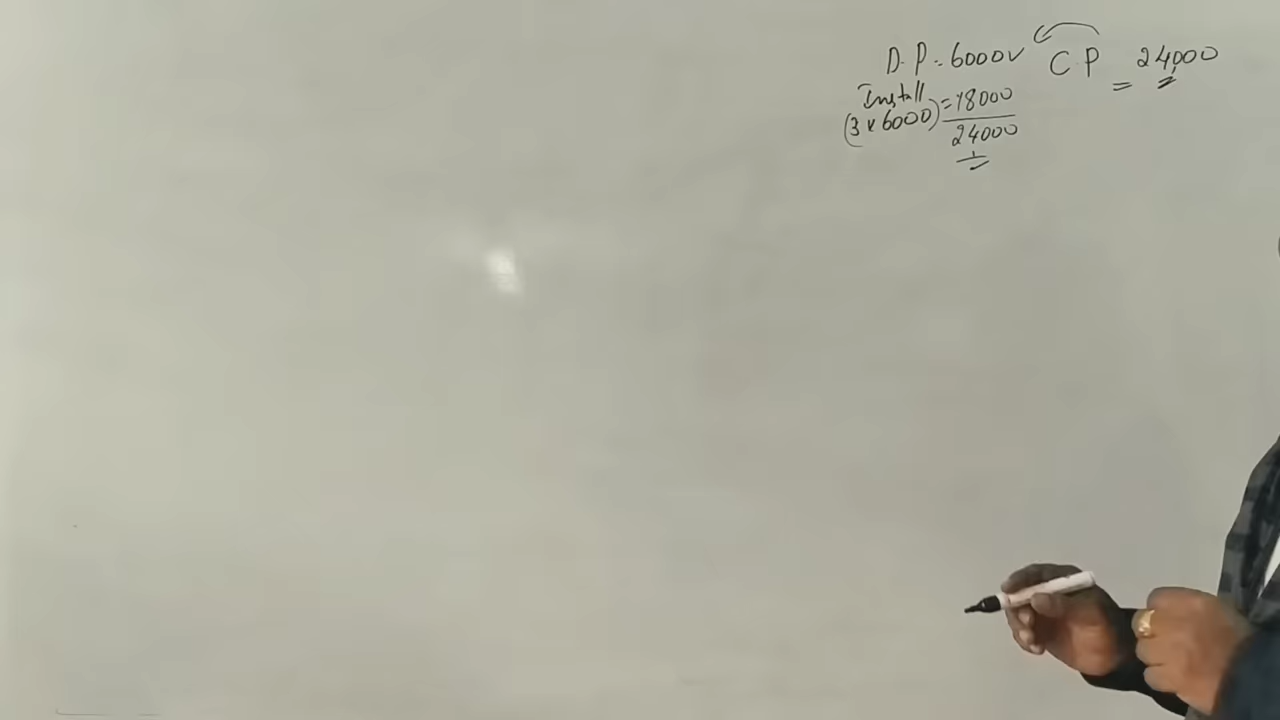 D.P. = 6000✓ C P = 24,000
Install
(3 x 6000) = 18000
24000